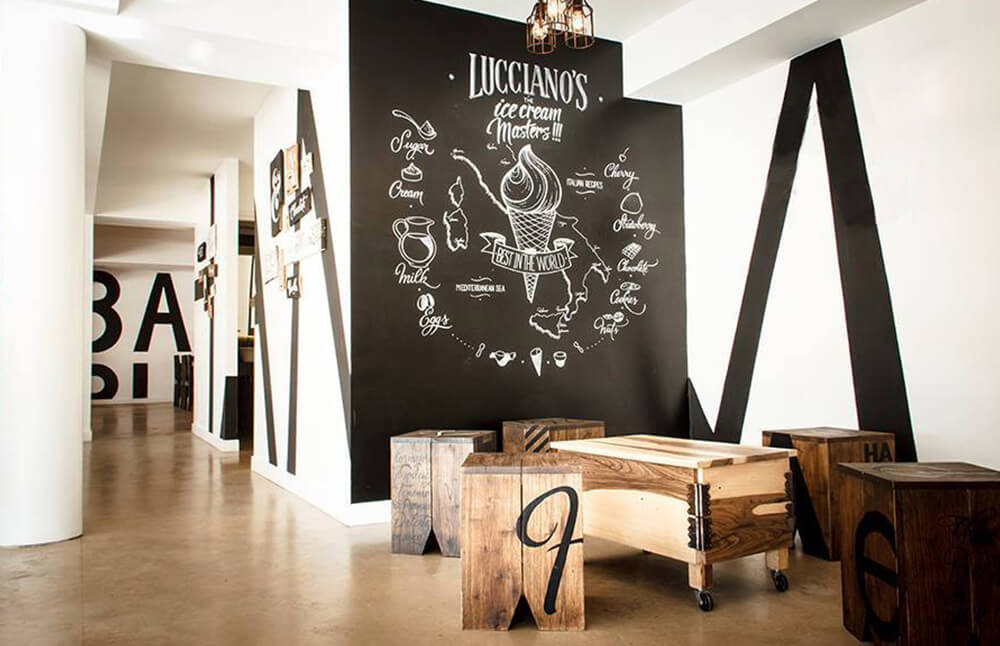 LUCCIANO'S
THE
ice cream
Masters!!!
Sugar
Cream
Milk
Eggs
ITALIAN RECIPES
BEST IN THE WORLD
MEDITERRANEAN SEA
Cherry
Strawberry
Chocolate
Cookies
Nuts
BA
f
HA
e